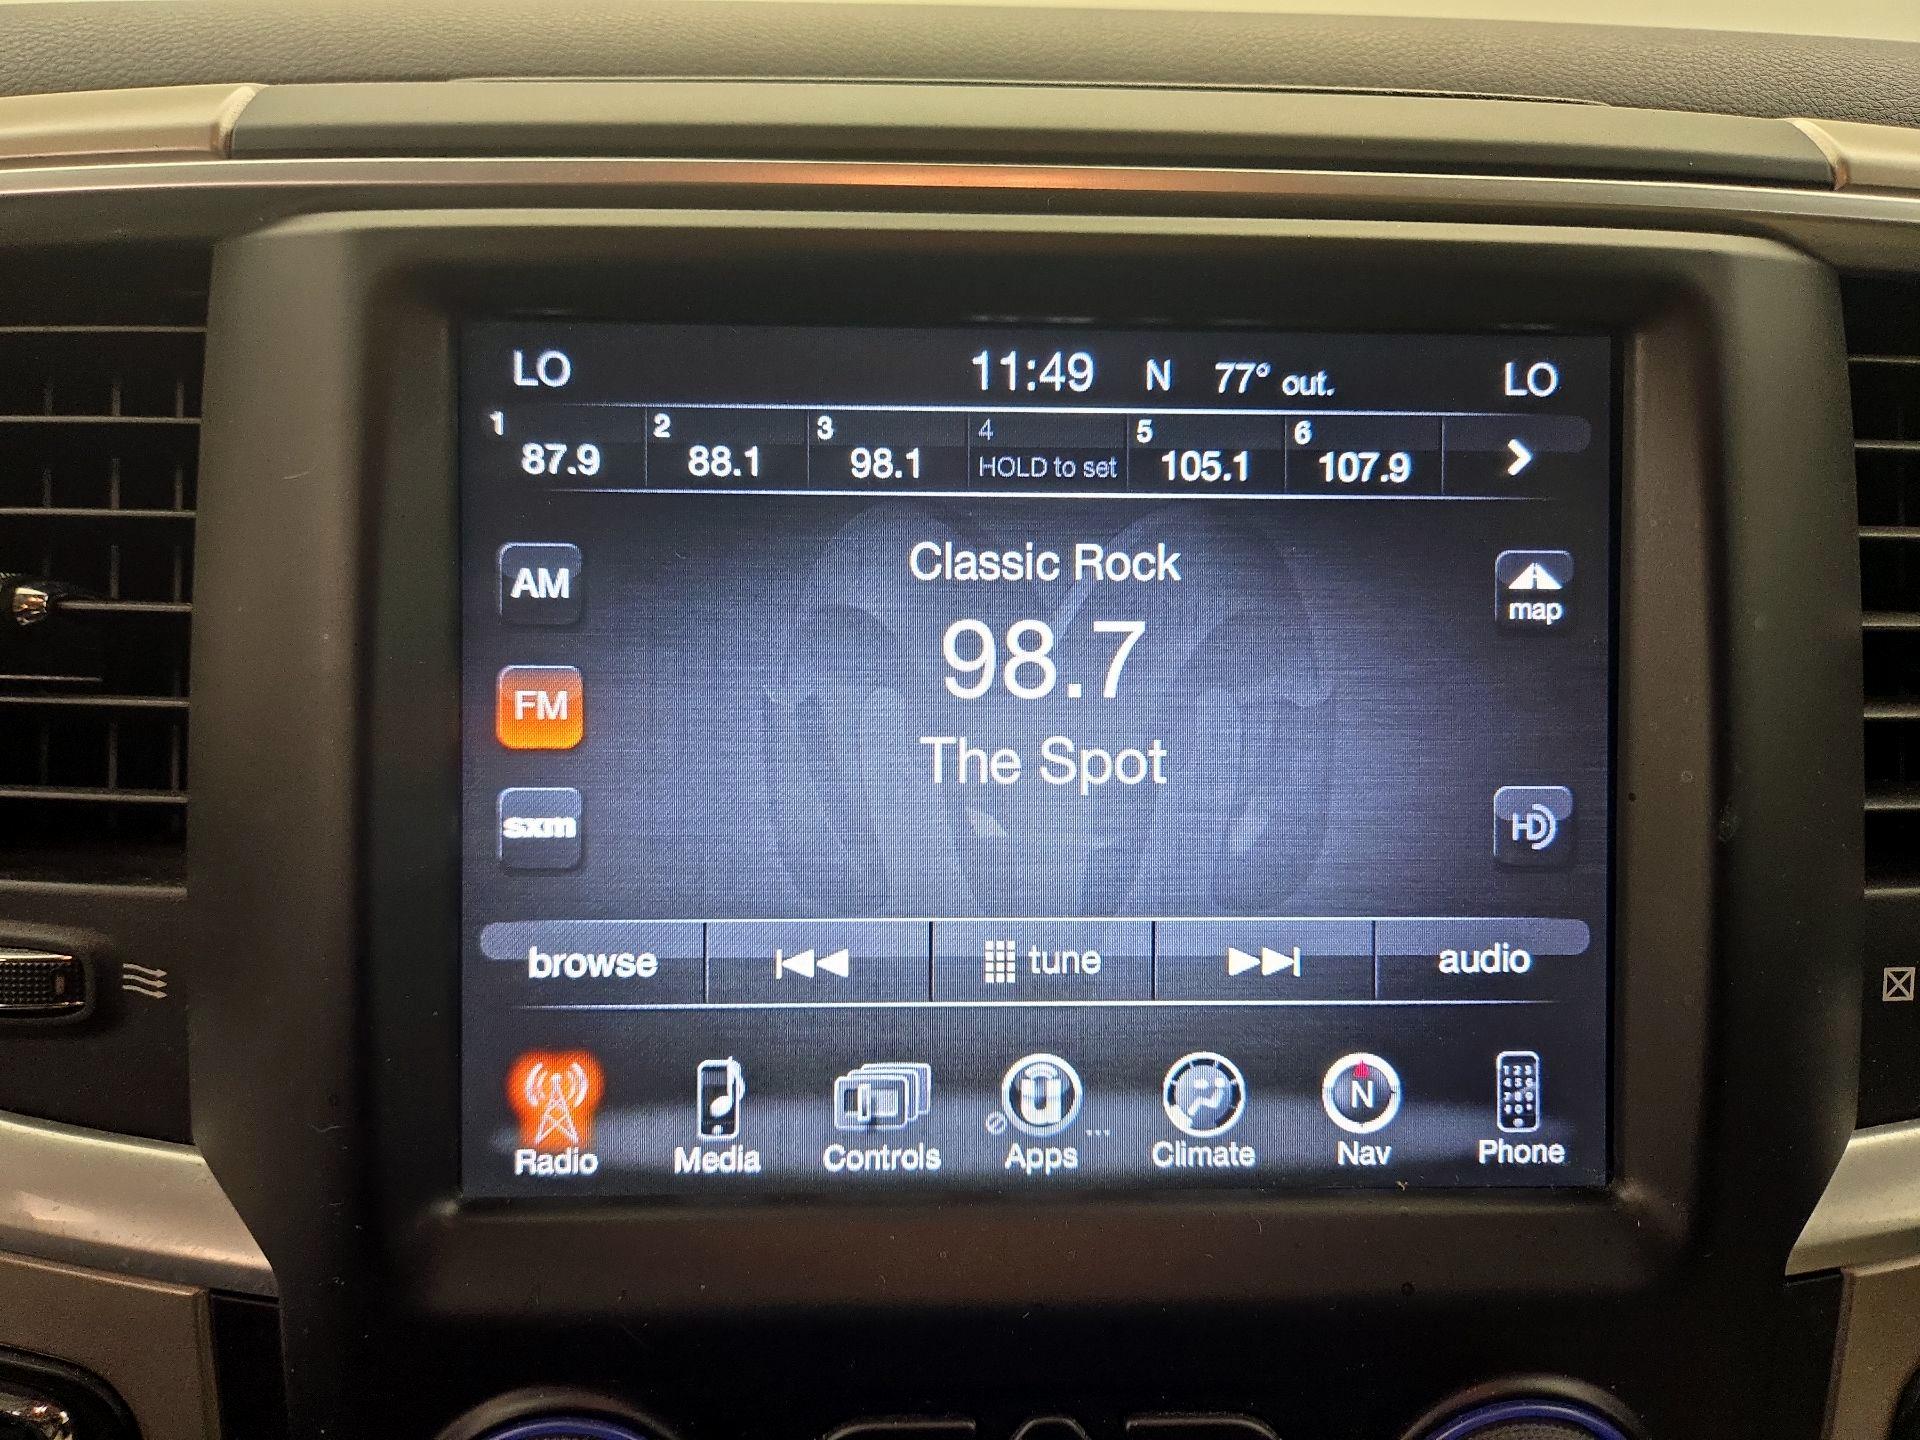 LO 11:49 N 77° out. LO
1 87.9 2 88.1 3 98.1 4 HOLD to set 5 105.1 6 107.9
AM
FM
sxm
Classic Rock
98.7
The Spot
map
HD
browse tune audio
Radio Media Controls Apps ... Climate N Nav Phone